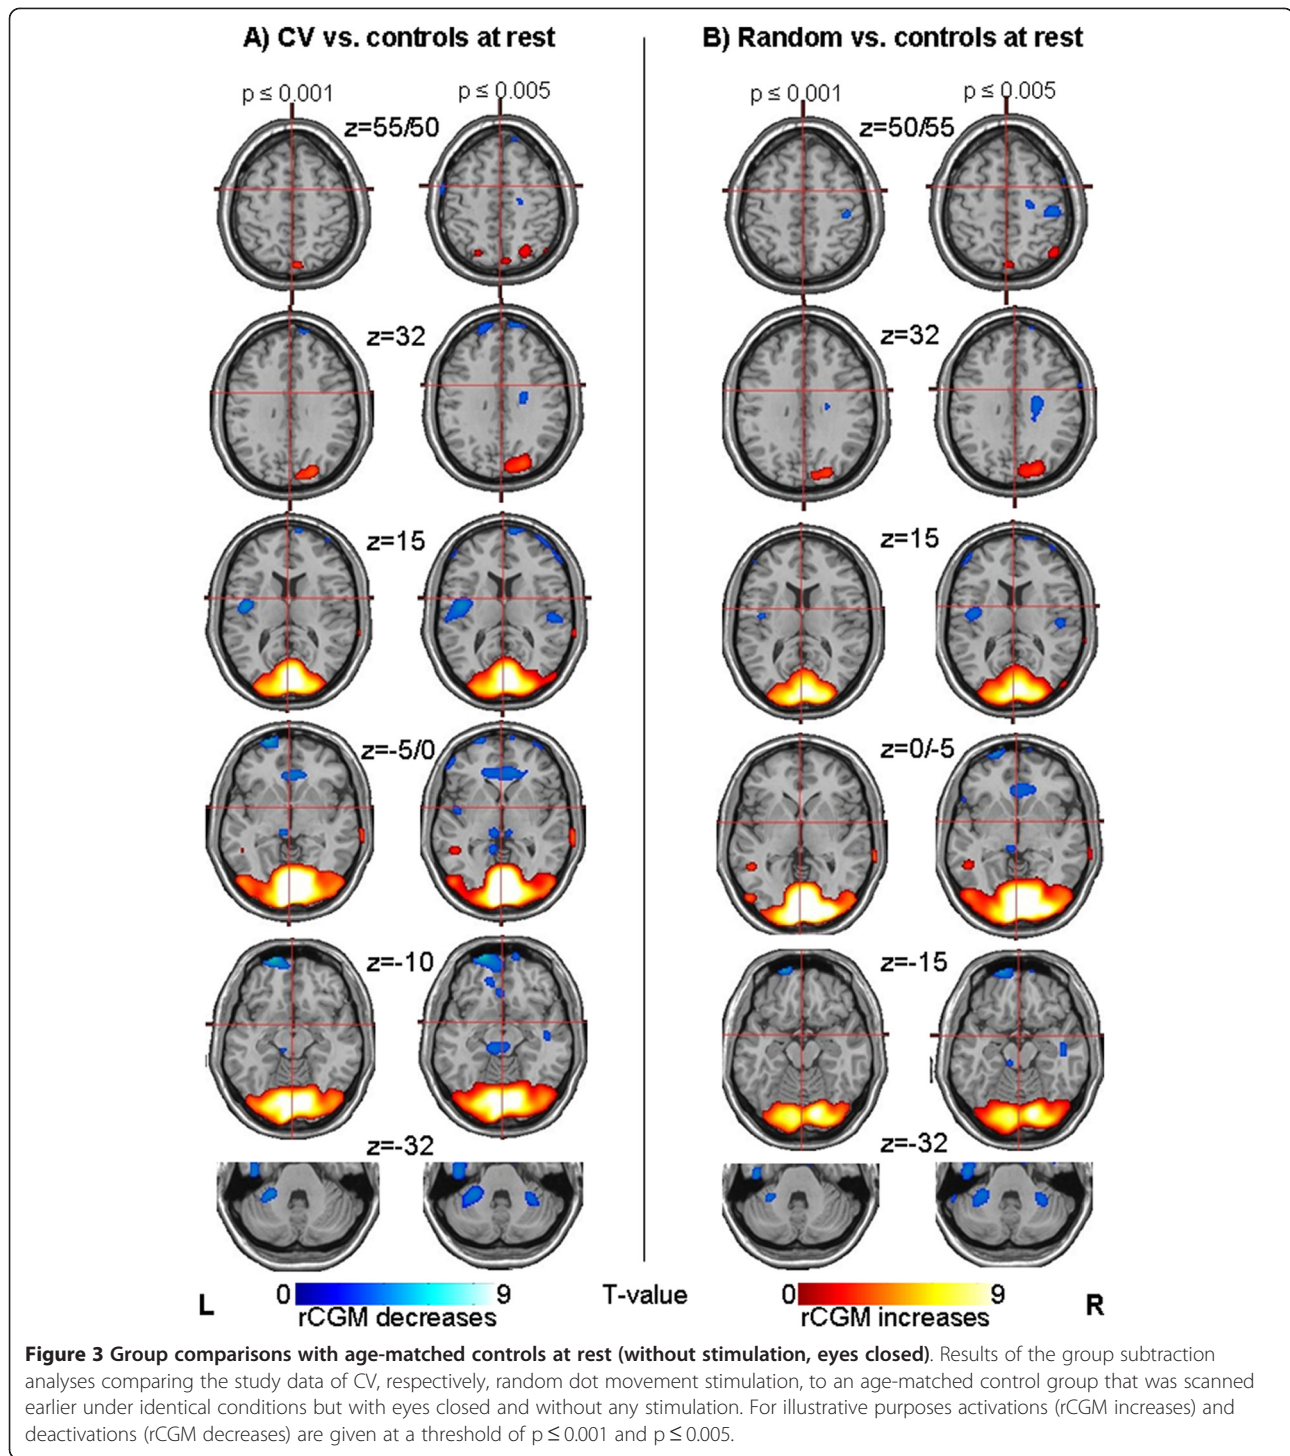 A) CV vs. controls at rest
B) Random vs. controls at rest
p ≤ 0.001
p ≤ 0.005
p ≤ 0.001
p ≤ 0.005
z=55/50
z=50/55
z=32
z=32
z=15
z=15
z=-5/0
z=0/-5
z=-10
z=-15
z=-32
z=-32
L
0
9
rCGM decreases
T-value
0
9
rCGM increases
R
Figure 3 Group comparisons with age-matched controls at rest (without stimulation, eyes closed). Results of the group subtraction
analyses comparing the study data of CV, respectively, random dot movement stimulation, to an age-matched control group that was scanned
earlier under identical conditions but with eyes closed and without any stimulation. For illustrative purposes activations (rCGM increases) and
deactivations (rCGM decreases) are given at a threshold of p ≤ 0.001 and p ≤ 0.005.